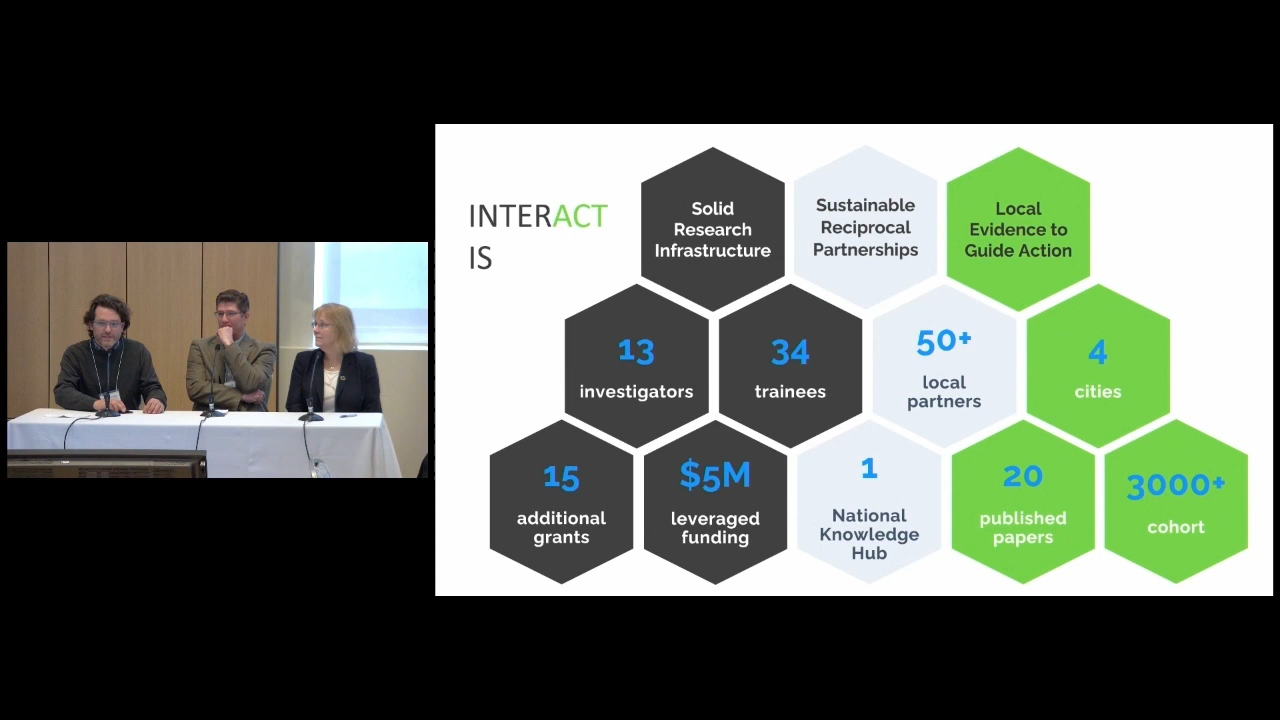 INTERACT
IS
Solid
Research
Infrastructure
Sustainable
Reciprocal
Partnerships
Local
Evidence to
Guide Action
13
investigators
34
trainees
50+
local
partners
4
cities
15
additional
grants
$5M
leveraged
funding
1
National
Knowledge
Hub
20
published
papers
3000+
cohort